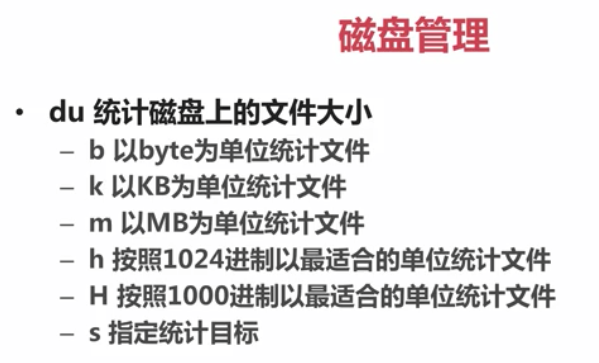 磁盘管理
• du 统计磁盘上的文件大小
– b 以byte为单位统计文件
– k 以KB为单位统计文件
– m 以MB为单位统计文件
– h 按照1024进制以最适合的单位统计文件
– H 按照1000进制以最适合的单位统计文件
– s 指定统计目标